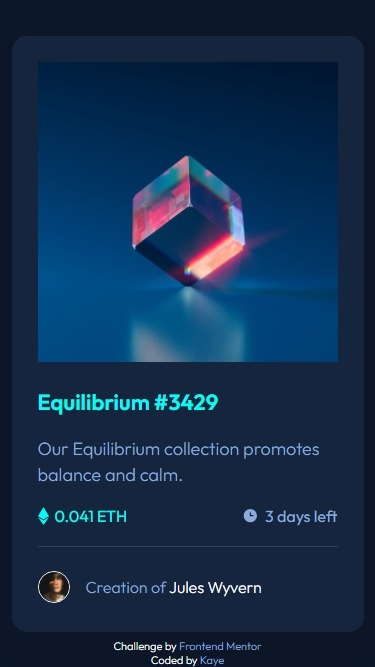 Equilibrium #3429
Our Equilibrium collection promotes
balance and calm.
0.041 ETH 3 days left
Creation of Jules Wyvern
Challenge by Frontend Mentor
Coded by Kaye